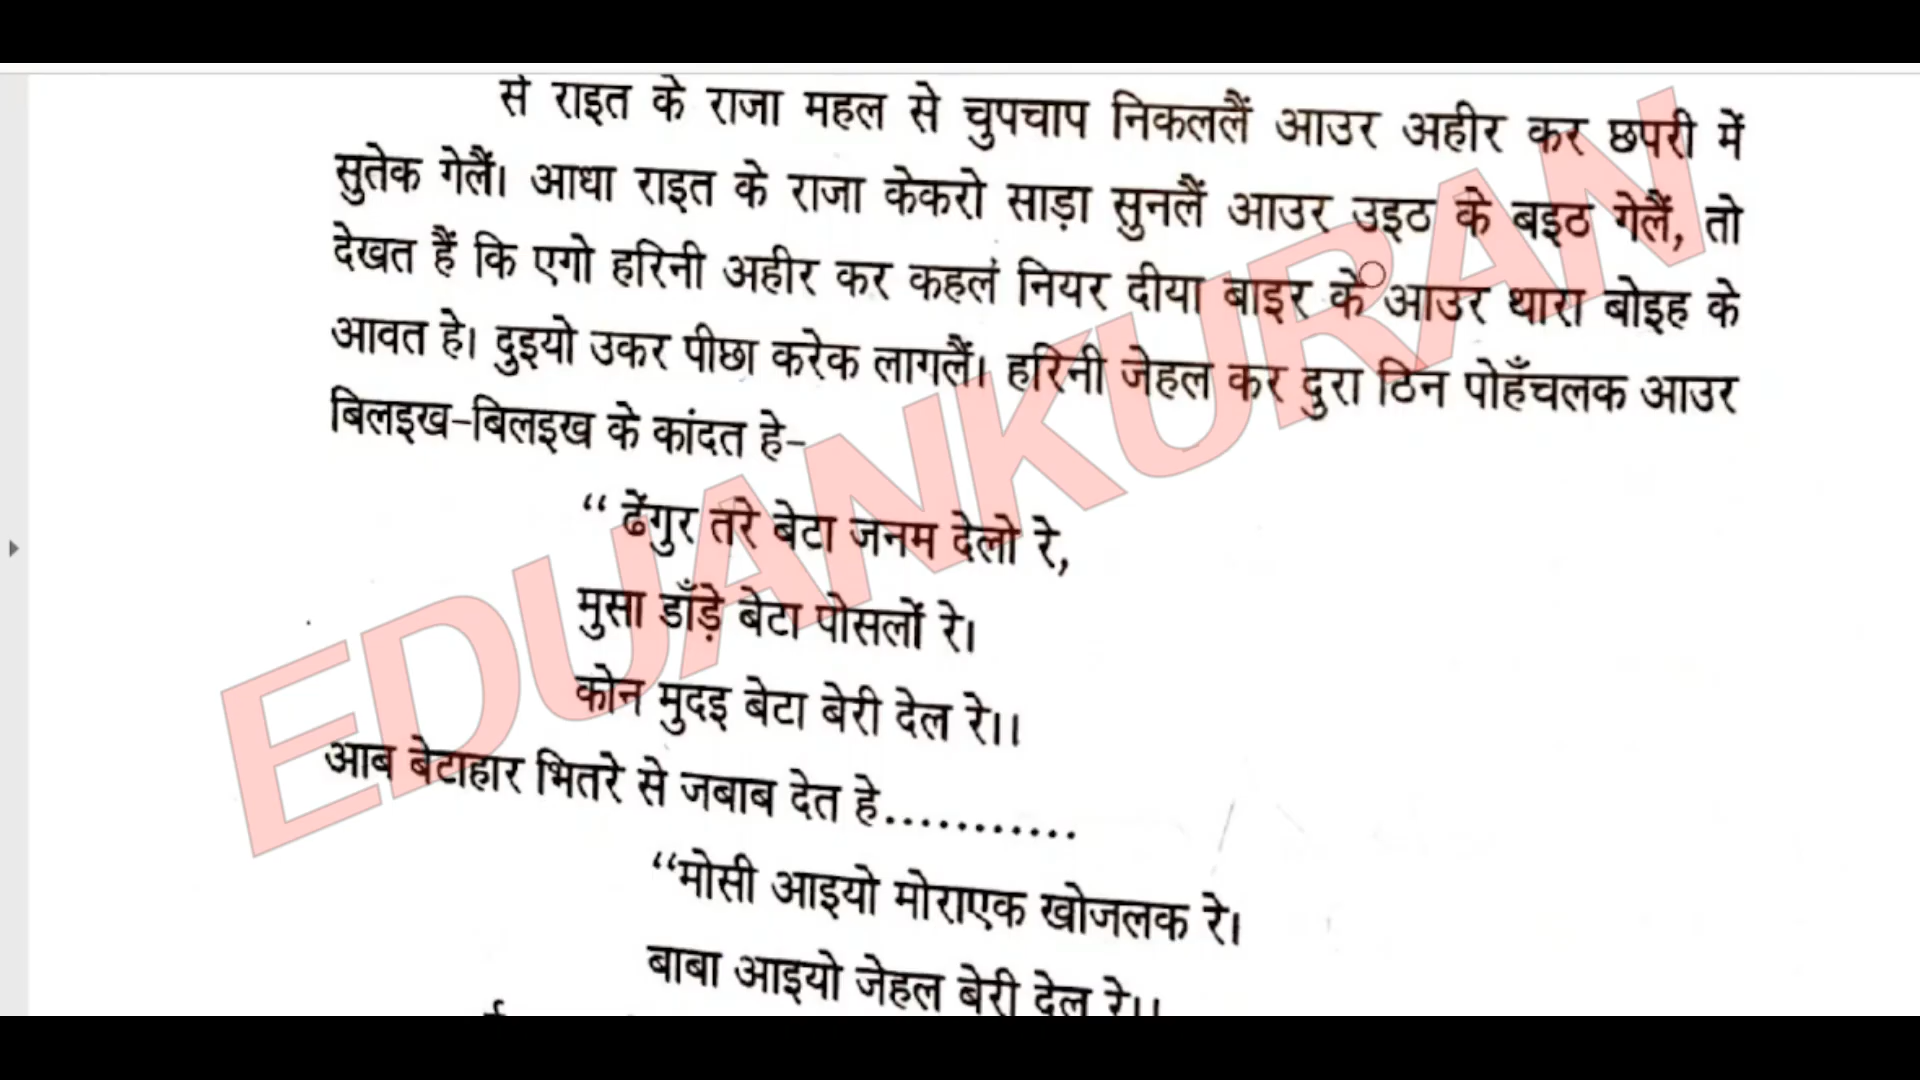 से राइत के राजा महल से चुपचाप निकललैं आउर अहीर कर छपरी में
सुतेक गेलैं। आधा राइत के राजा केकरो साड़ा सुनलैं आउर उइठ के बइठ गेलैं, तो
देखत हैं कि एगो हरिनी अहीर कर कहलं नियर दीया बाइर के आउर थारा बोइह के
आवत हे। दुइयो उकर पीछा करेक लागलैं। हरिनी जेहल कर दुरा ठिन पोहँचलक आउर
बिलइख-बिलइख के कांदत हे-
“ ढेंगुर तरे बेटा जनम देलों रे,
मुसा डाँड़े बेटा पोसलों रे।
कोन मुदइ बेटा बेरी देल रे।।
आब बेटाहार भितरे से जबाब देत हे...........
“मोसी आइयो मोराएक खोजलक रे।
बाबा आइयो जेहल बेरी देल रे।।
EDUANKURAN